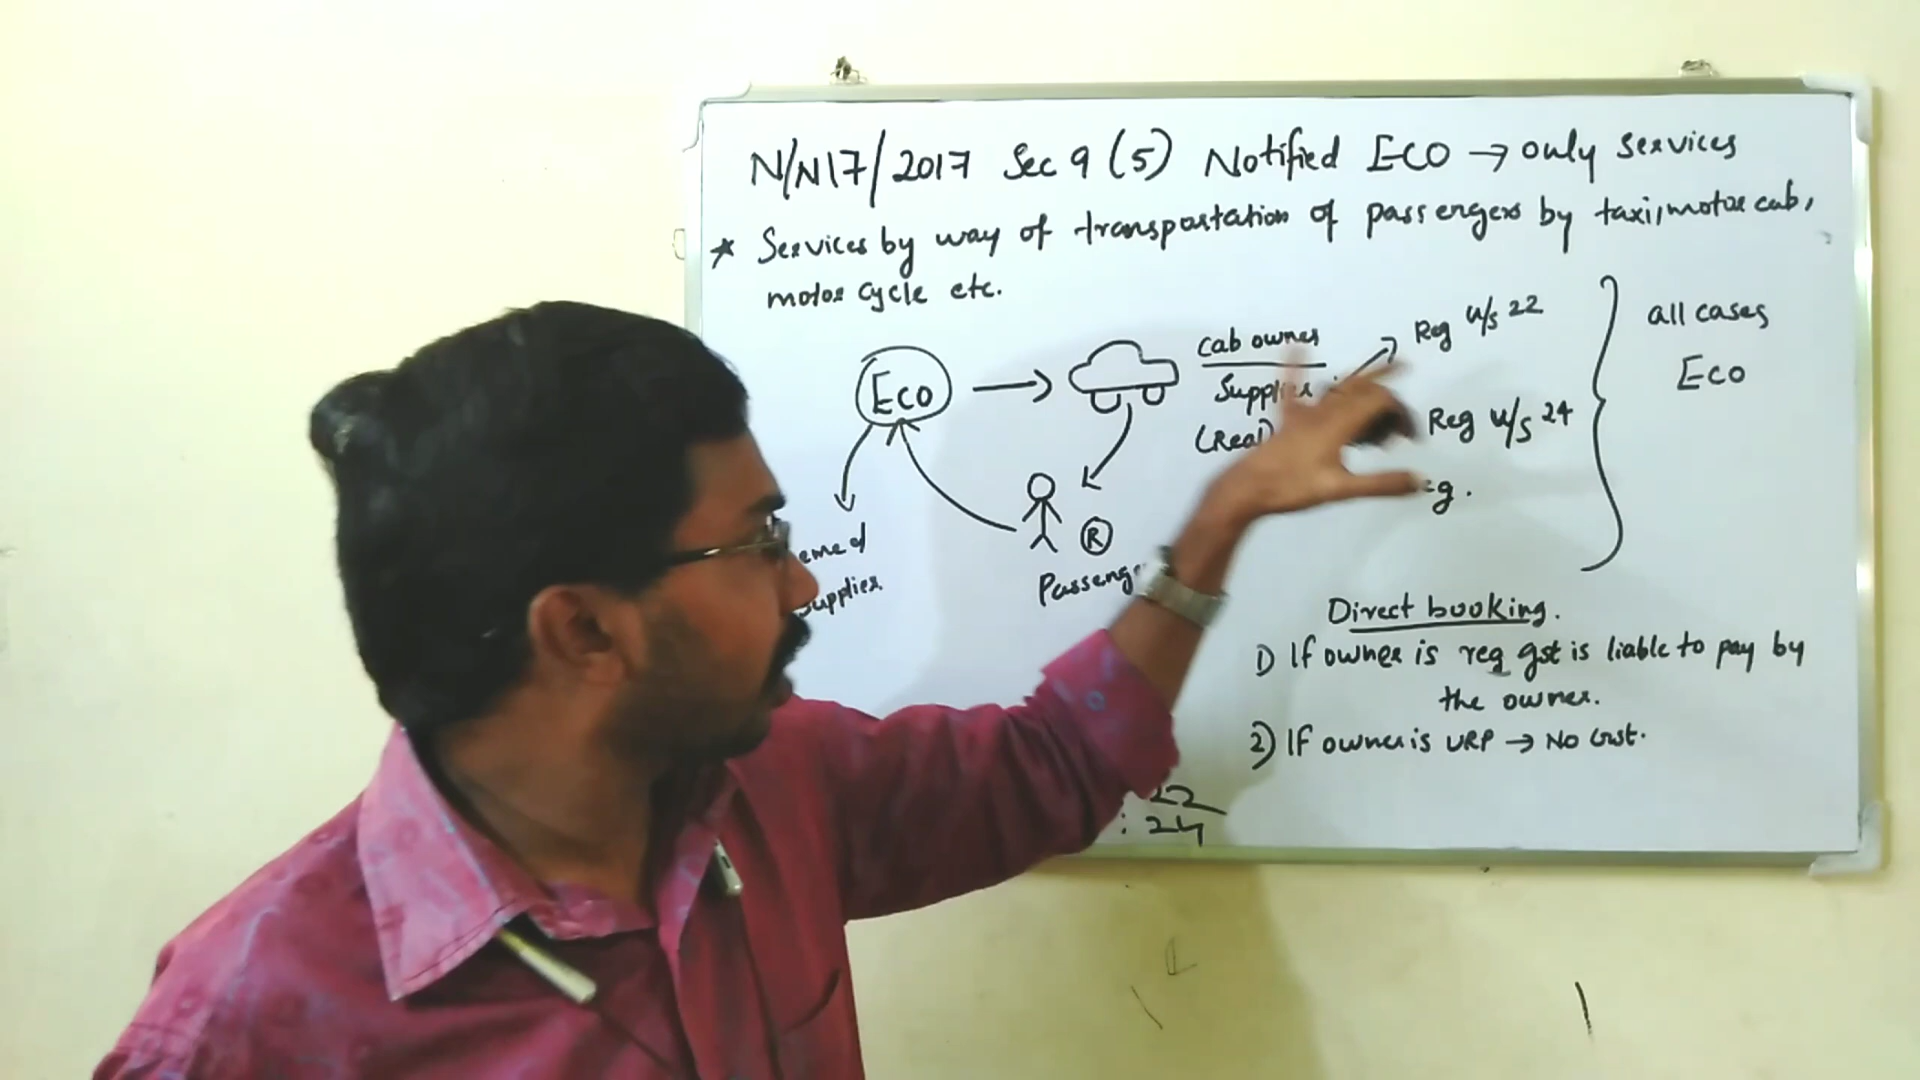 N/N17/2017 Sec 9 (5) Notified ECO → only services
* Services by way of transportation of passengers by taxi, motor cab,
motor cycle etc.
Eco
cab owner
Supplier
(Real)
Reg u/s 22
Reg u/s 24
all cases
Eco
R
Direct booking.
1) If owner is reg gst is liable to pay by
the owner.
2) If owner is URP → No Gst.
22
: 24